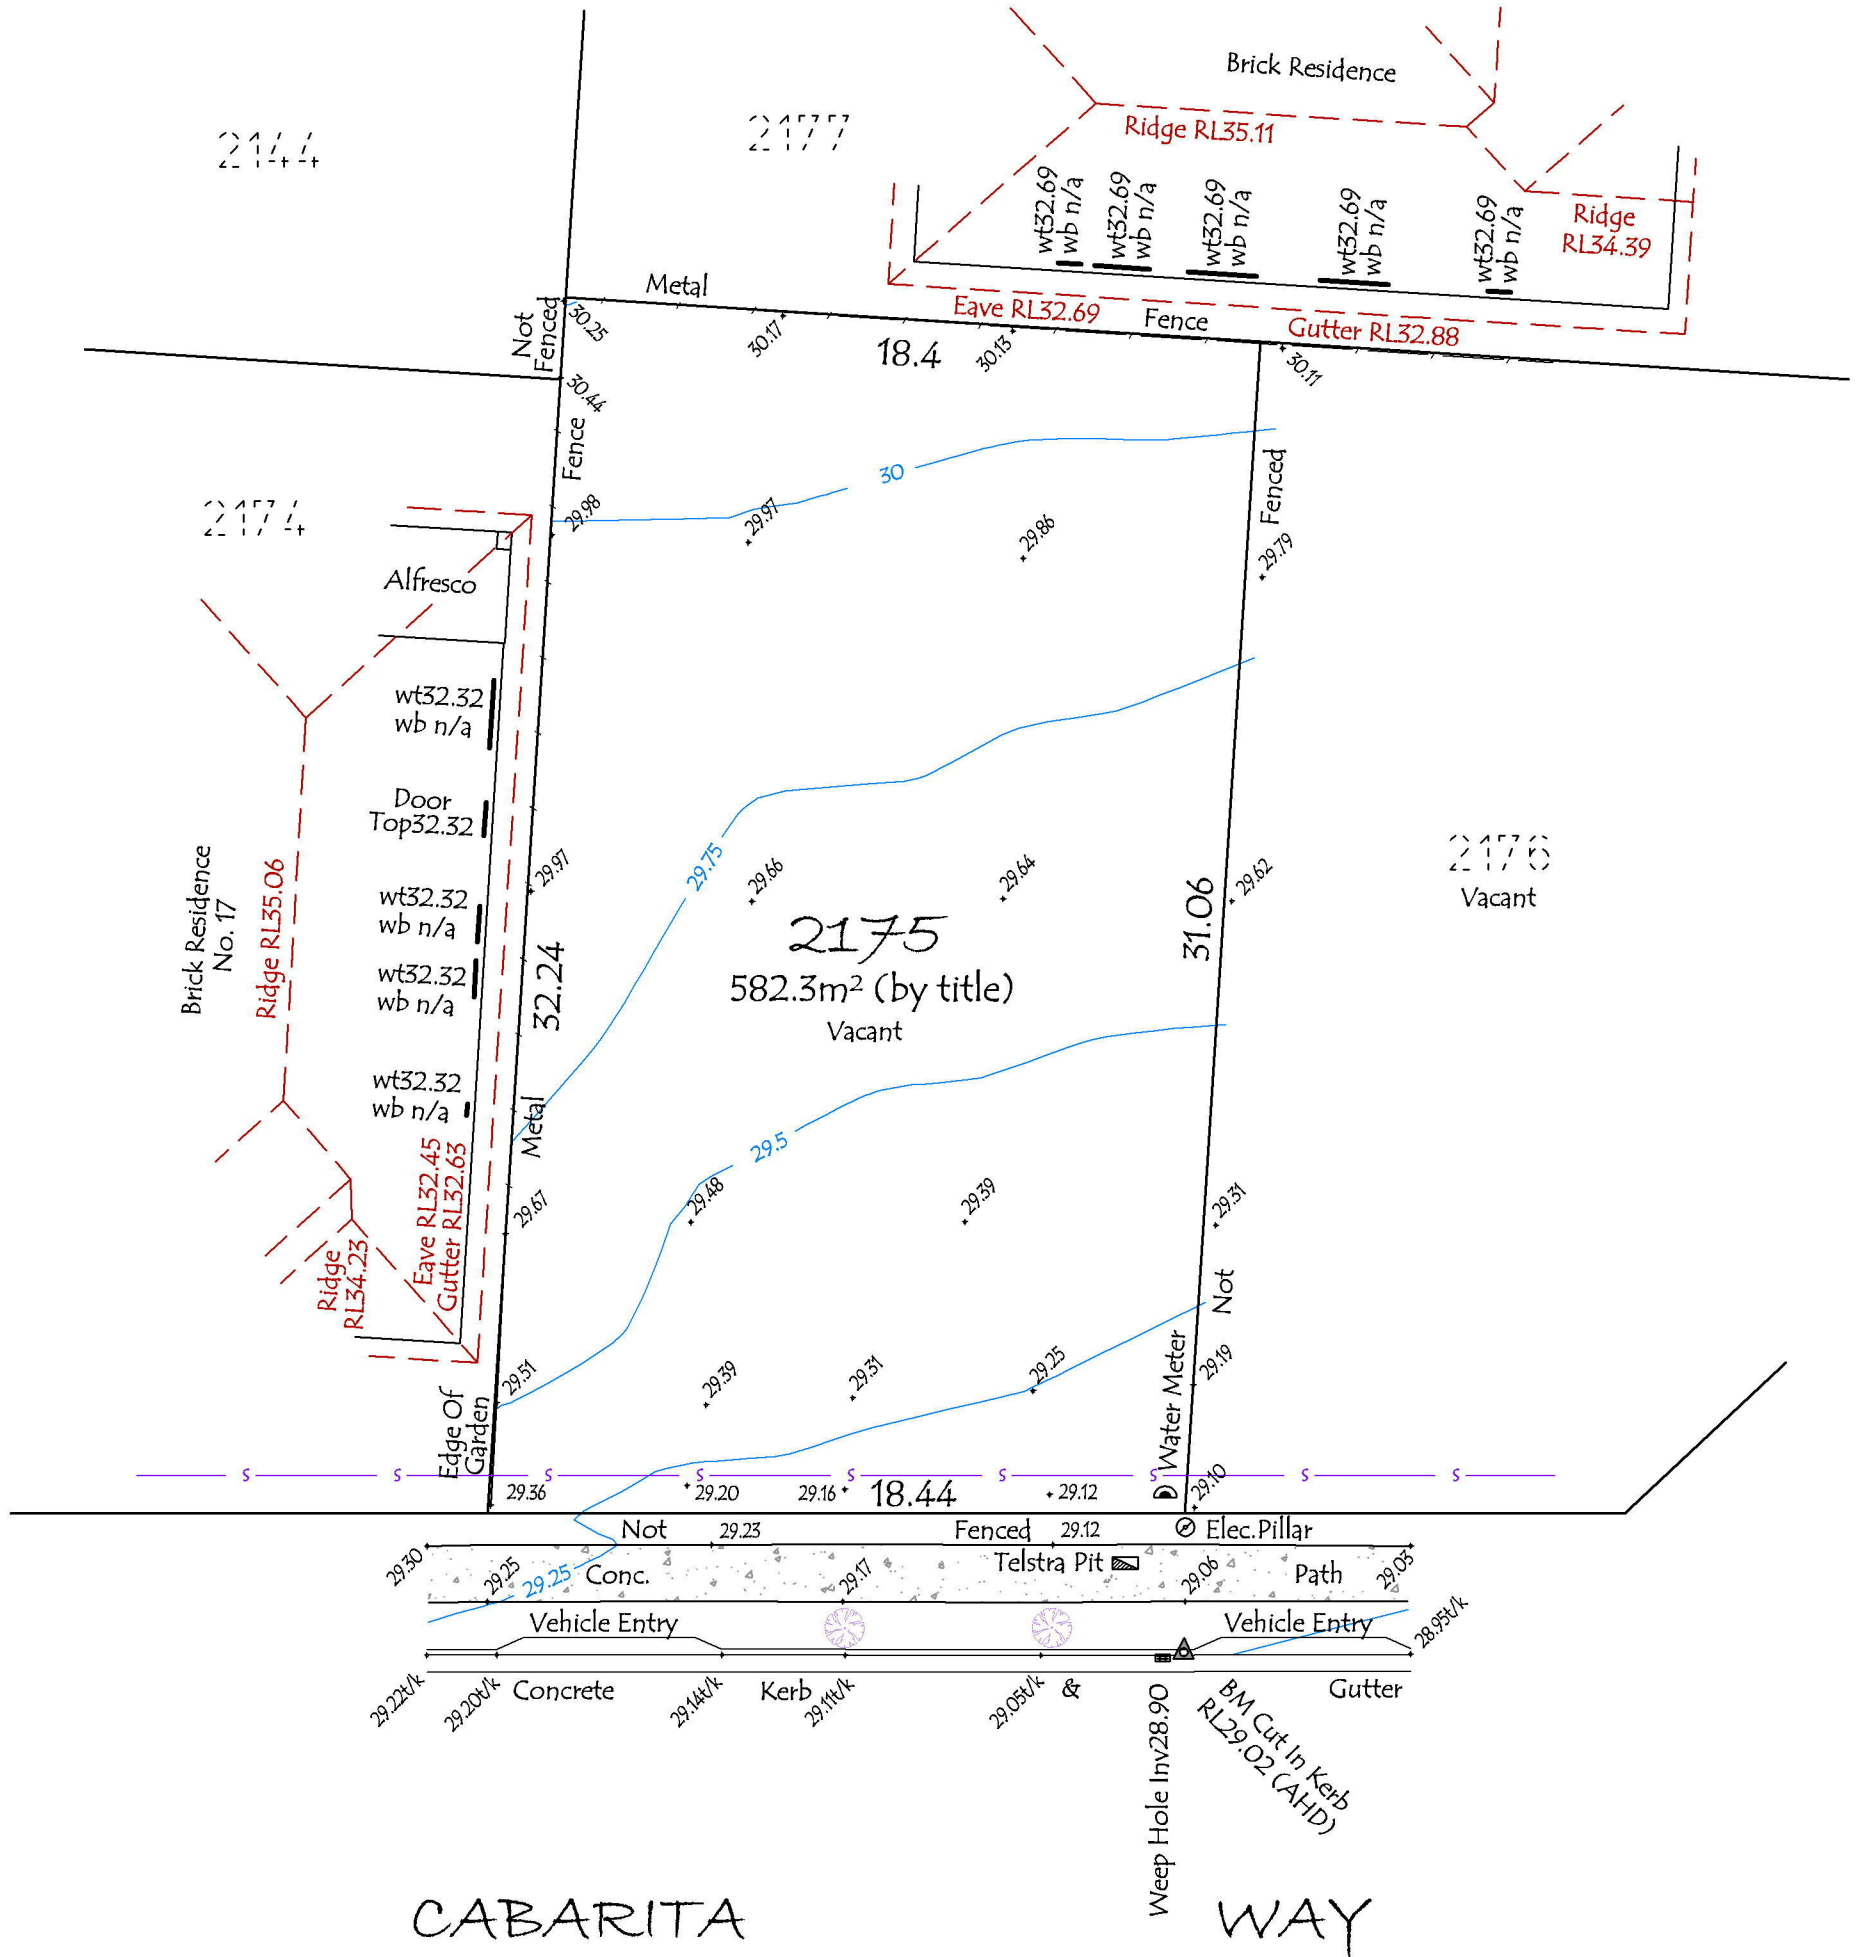 Brick Residence
2144
2177
Ridge RL35.11
wt32.69
wb n/a
wt32.69
wb n/a
wt32.69
wb n/a
wt32.69
wb n/a
wt32.69
wb n/a
Ridge
RL34.39
Metal
Eave RL32.69
Fence
Gutter RL32.88
Not
Fenced
30.25
30.17
18.4
30.13
30.11
30.44
Fence
30
Fenced
2174
29.98
29.97
29.86
29.79
Alfresco
wt32.32
wb n/a
Door
Top32.32
29.75
29.97
29.66
29.64
29.62
2176
Vacant
Brick Residence
No. 17
Ridge RL35.06
wt32.32
wb n/a
wt32.32
wb n/a
32.24
2175
582.3m² (by title)
Vacant
31.06
wt32.32
wb n/a
Metal
29.5
Eave RL32.45
Gutter RL32.63
29.67
29.48
29.39
29.31
Ridge
RL34.23
Not
29.51
29.39
29.31
29.25
29.19
Water Meter
Edge Of
Garden
S
S
S
S
S
S
S
S
S
29.36
29.20
29.16
18.44
29.12
29.10
Not
29.23
Fenced
29.12
Elec.Pillar
29.30
29.25
29.25
Conc.
29.17
Telstra Pit
29.06
Path
29.03
Vehicle Entry
Vehicle Entry
28.95t/k
29.22t/k
29.20t/k
Concrete
29.14t/k
Kerb
29.11t/k
29.05t/k
&
Gutter
Weep Hole Inv28.90
BM Cut In Kerb
RL29.02 (AHD)
CABARITA WAY